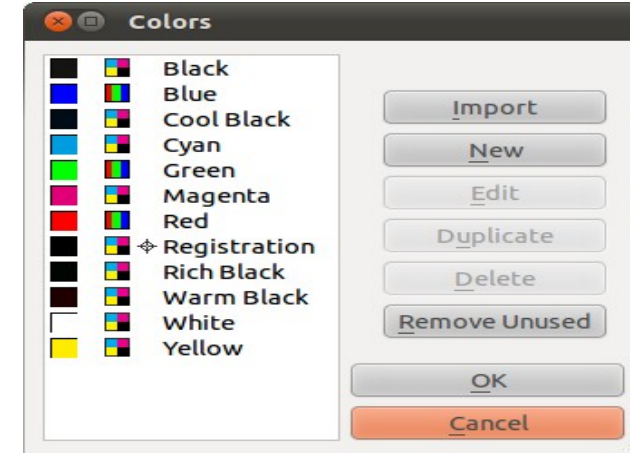 Colors
Black
Blue
Cool Black
Cyan
Green
Magenta
Red
Registration
Rich Black
Warm Black
White
Yellow
Import
New
Edit
Duplicate
Delete
Remove Unused
OK
Cancel